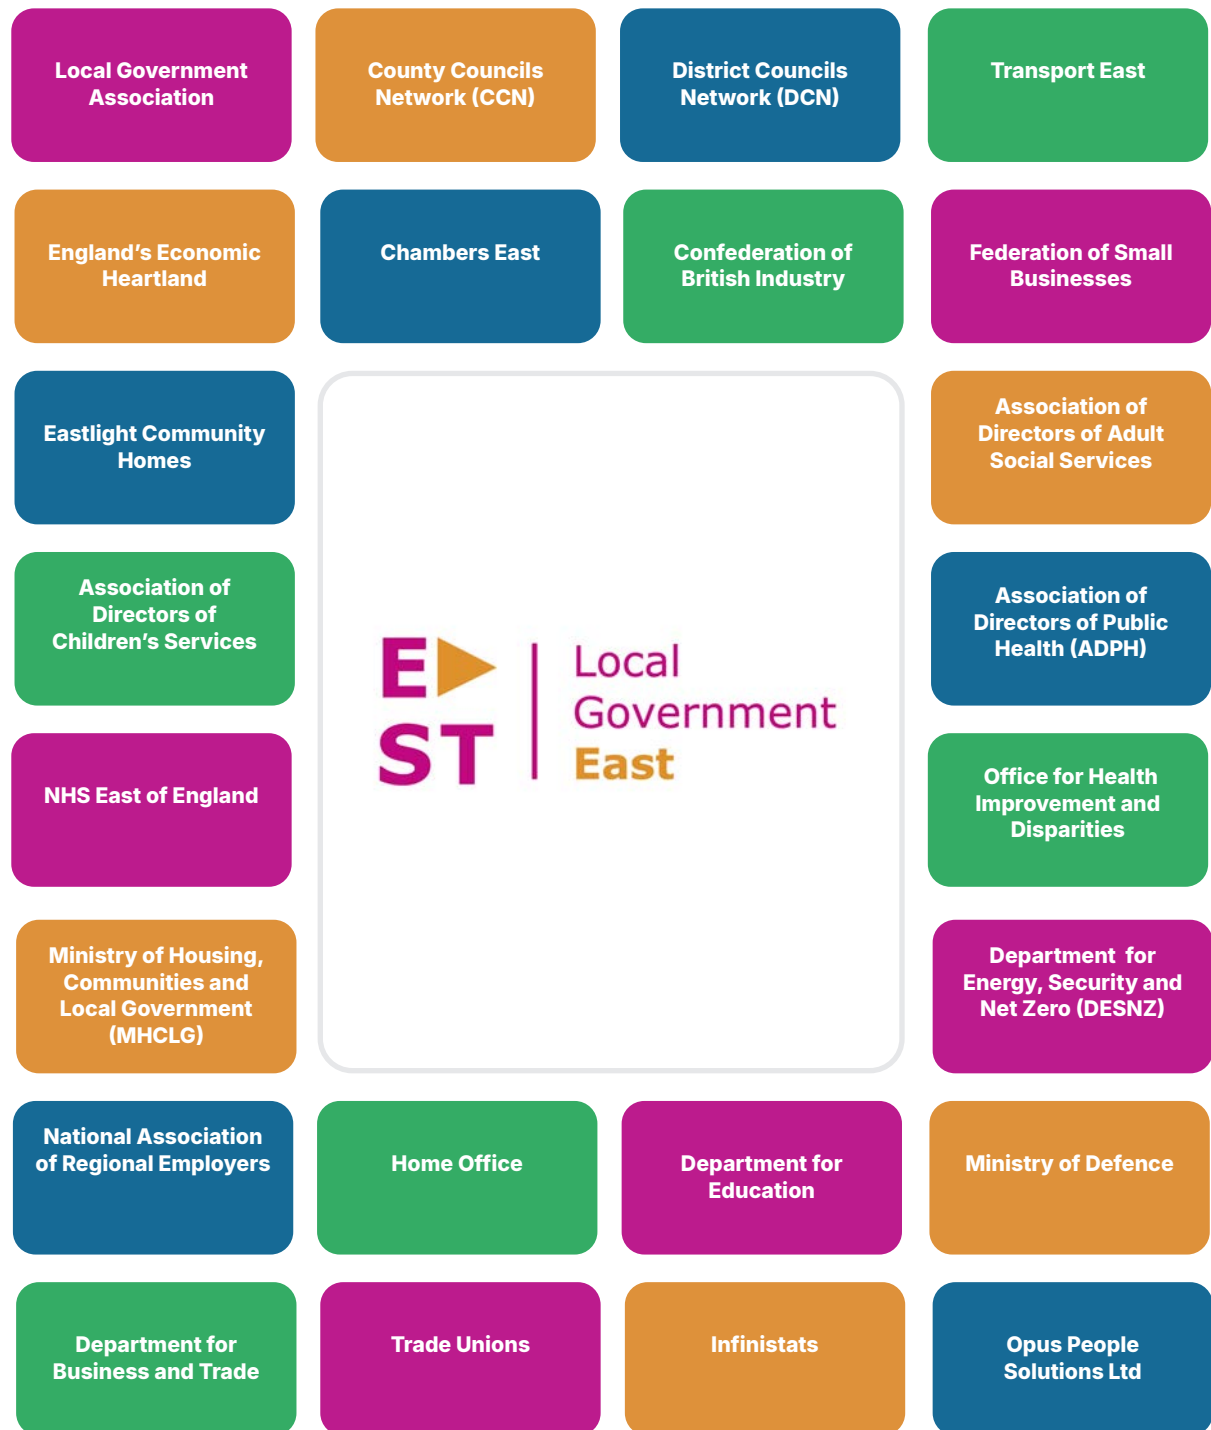 Local Government
Association
County Councils
Network (CCN)
District Councils
Network (DCN)
Transport East
England’s Economic
Heartland
Chambers East
Confederation of
British Industry
Federation of Small
Businesses
Eastlight Community
Homes
Association of
Directors of Adult
Social Services
Association of
Directors of
Children’s Services
E
ST
Local
Government
East
Association of
Directors of Public
Health (ADPH)
NHS East of England
Office for Health
Improvement and
Disparities
Ministry of Housing,
Communities and
Local Government
(MHCLG)
Department for
Energy, Security and
Net Zero (DESNZ)
National Association
of Regional Employers
Home Office
Department for
Education
Ministry of Defence
Department for
Business and Trade
Trade Unions
Infinistats
Opus People
Solutions Ltd